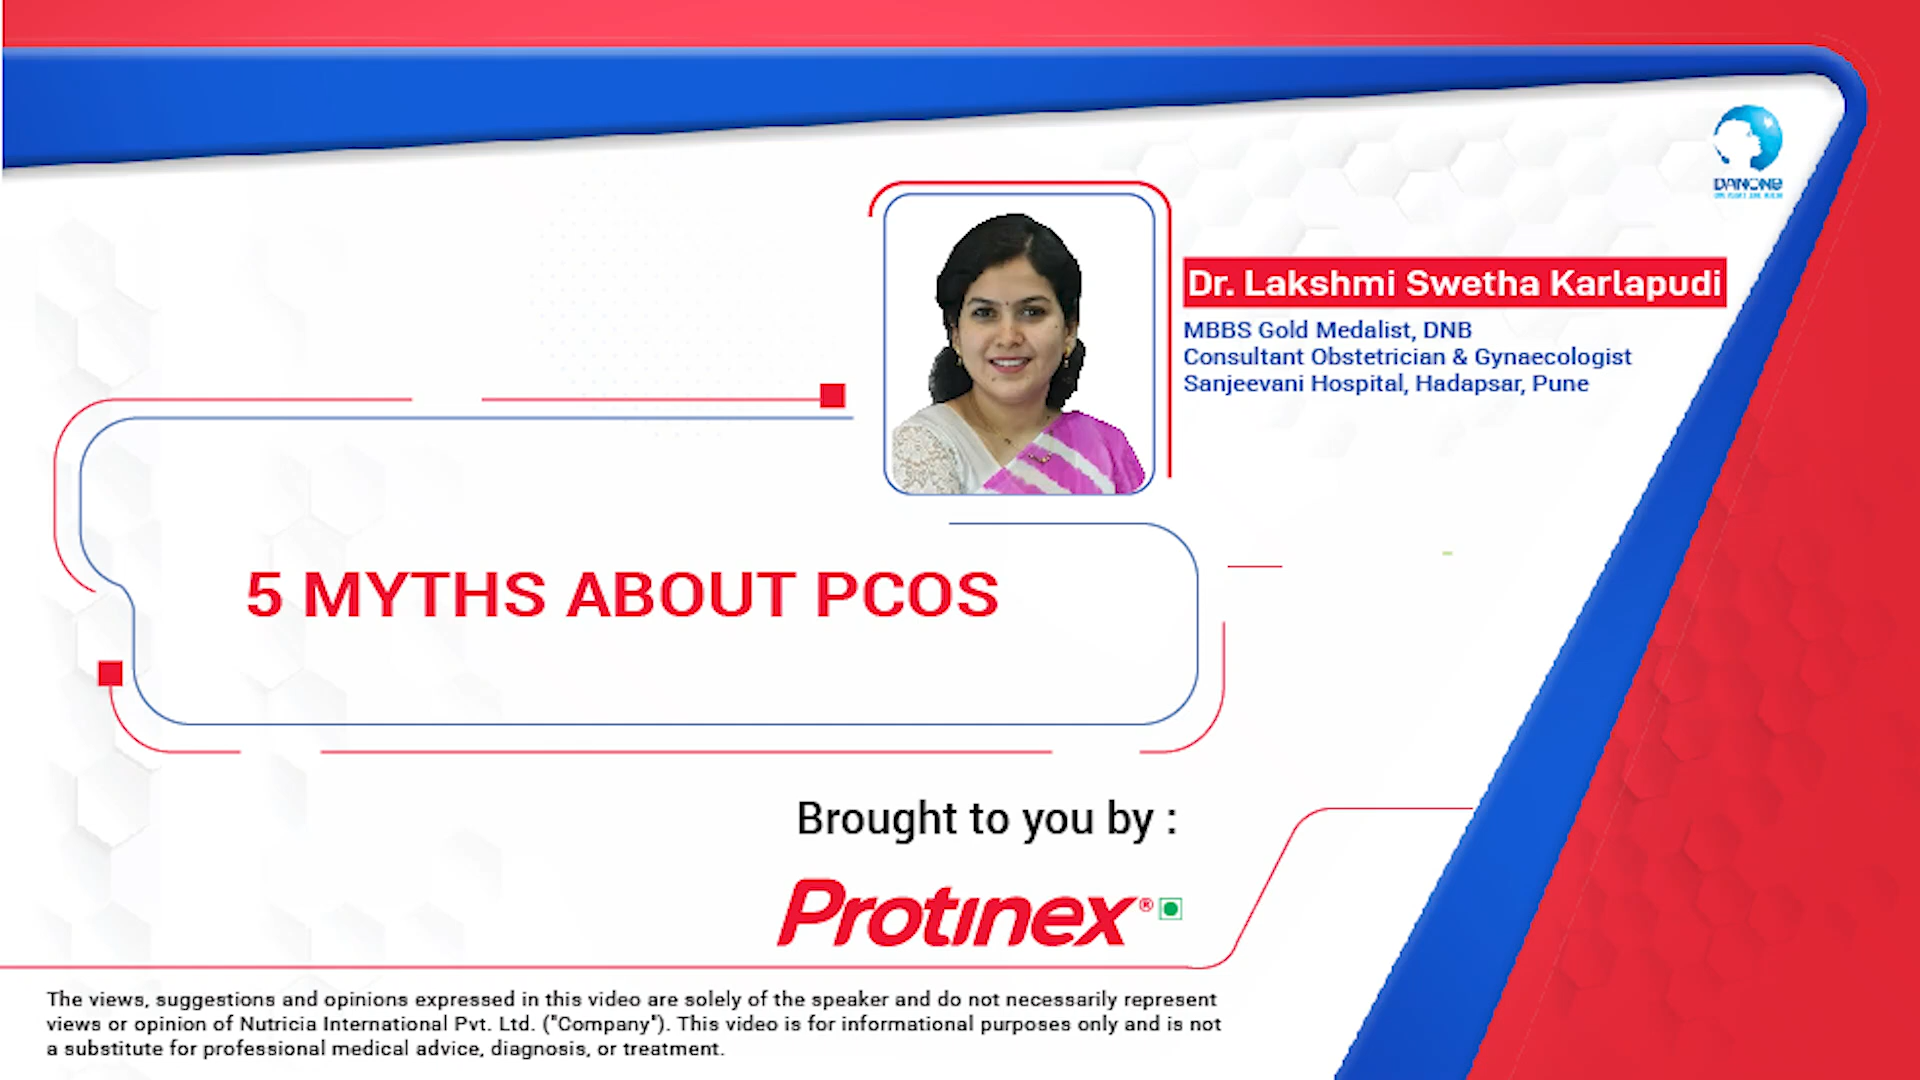 DANONE
Dr. Lakshmi Swetha Karlapudi
MBBS Gold Medalist, DNB
Consultant Obstetrician & Gynaecologist
Sanjeevani Hospital, Hadapsar, Pune
5 MYTHS ABOUT PCOS
Brought to you by :
Protinex®
The views, suggestions and opinions expressed in this video are solely of the speaker and do not necessarily represent
views or opinion of Nutricia International Pvt. Ltd. ("Company"). This video is for informational purposes only and is not
a substitute for professional medical advice, diagnosis, or treatment.